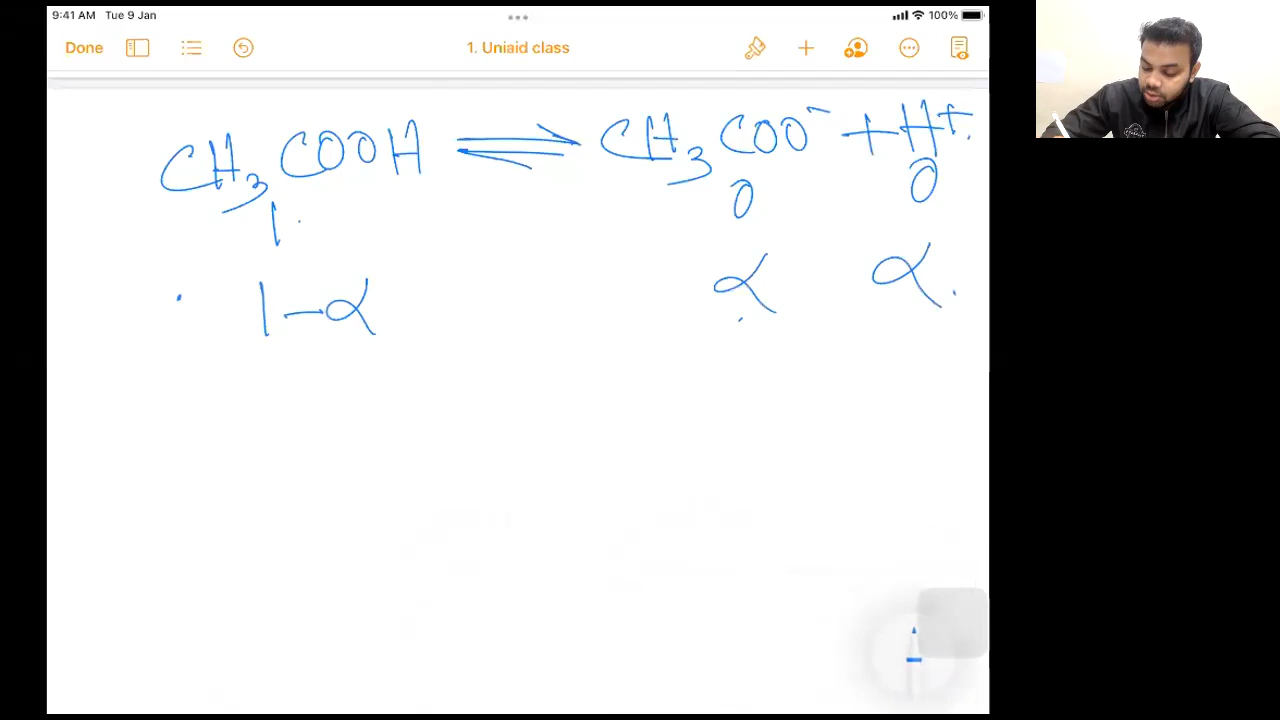 9:41 AM Tue 9 Jan 100%
Done 1. Uniaid class
CH₃COOH ⇌ CH₃COO⁻ + H⁺
1 0 0
1-α α α